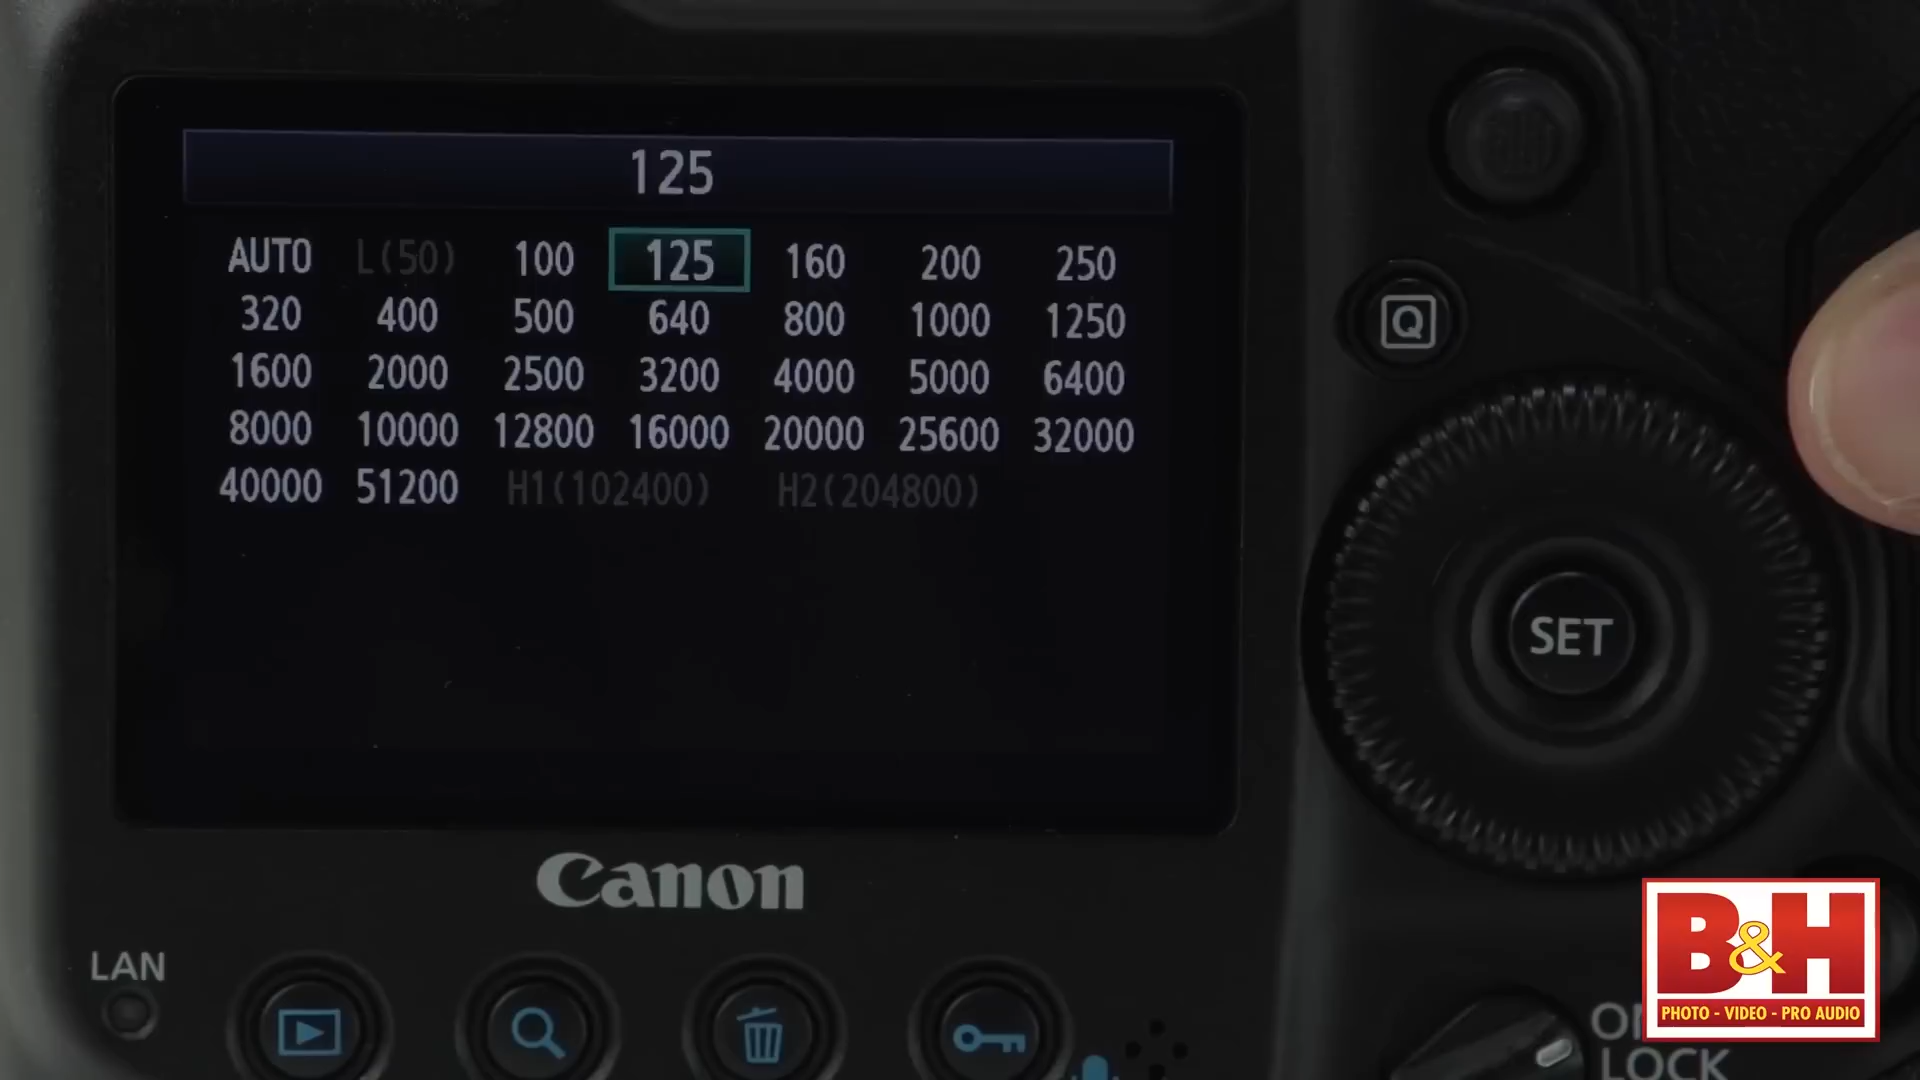 125
AUTO L(50) 100 125 160 200 250
320 400 500 640 800 1000 1250
1600 2000 2500 3200 4000 5000 6400
8000 10000 12800 16000 20000 25600 32000
40000 51200 H1(102400) H2(204800)
Q
SET
Canon
LAN
LOCK
B&H
PHOTO - VIDEO - PRO AUDIO